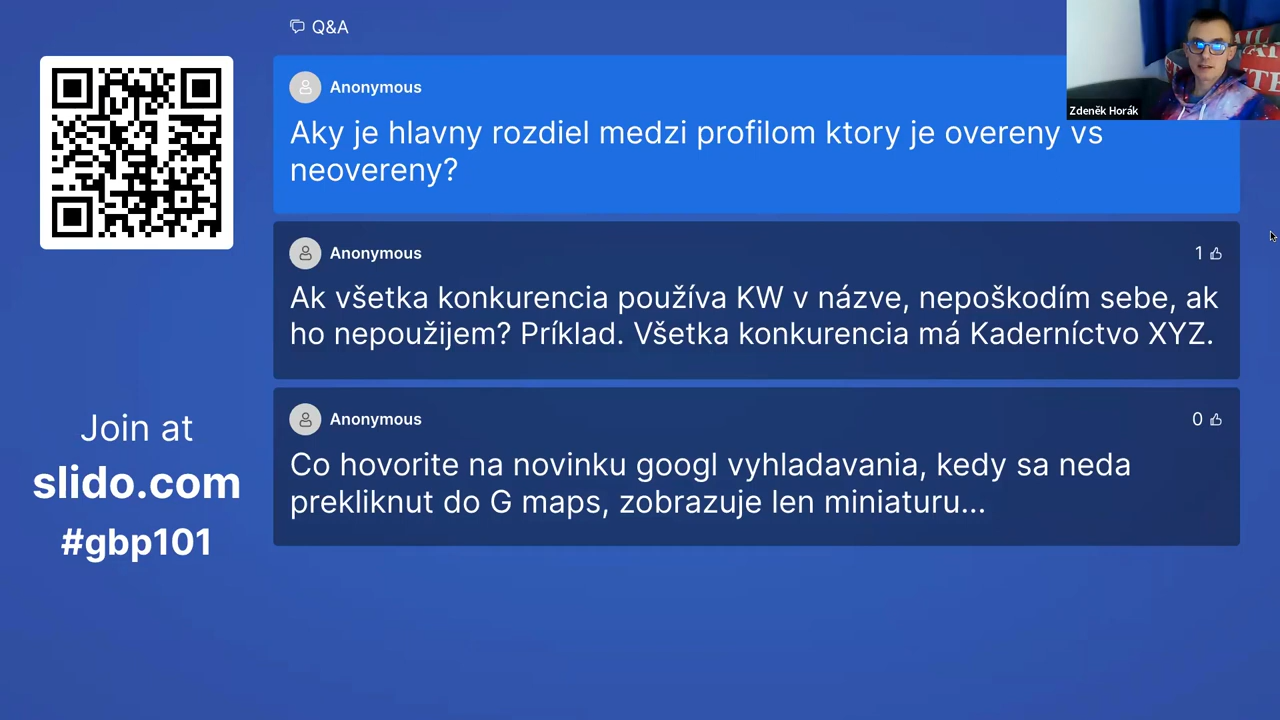 Q&A
Anonymous
Aky je hlavny rozdiel medzi profilom ktory je overeny vs
neovereny?
Zdeněk Horák
Anonymous
1
Ak všetka konkurencia používa KW v názve, nepoškodím sebe, ak
ho nepoužijem? Príklad. Všetka konkurencia má Kaderníctvo XYZ.
Anonymous
0
Co hovorite na novinku googl vyhladavania, kedy sa neda
prekliknut do G maps, zobrazuje len miniaturu...
Join at
slido.com
#gbp101